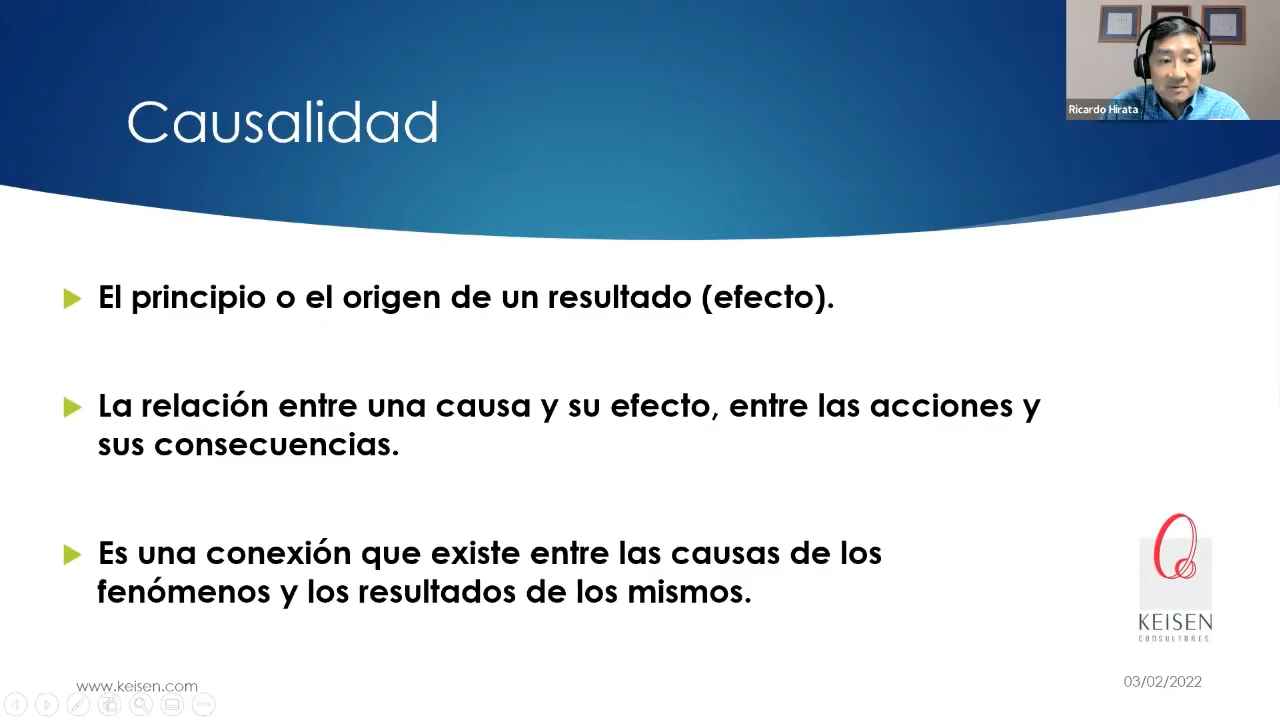 Causalidad
Ricardo Hirata
El principio o el origen de un resultado (efecto).
La relación entre una causa y su efecto, entre las acciones y
sus consecuencias.
Es una conexión que existe entre las causas de los
fenómenos y los resultados de los mismos.
KEISEN
CONSULTORES
www.keisen.com
03/02/2022